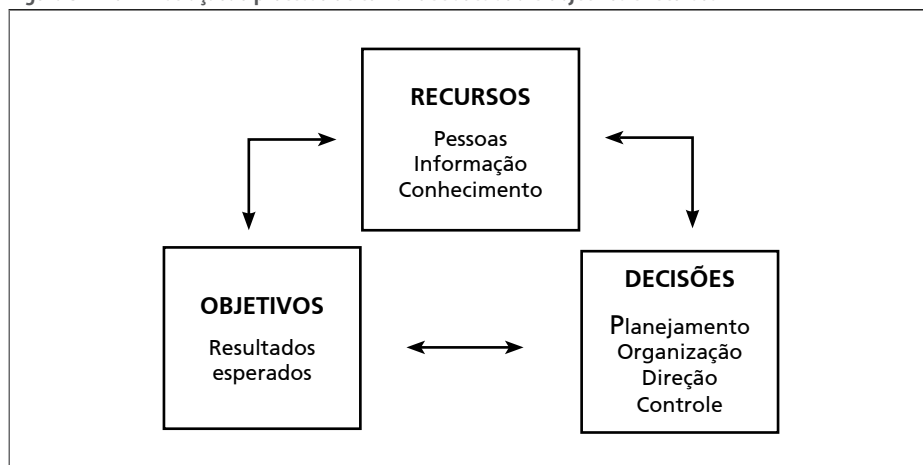 RECURSOS
Pessoas
Informação
Conhecimento
OBJETIVOS
Resultados
esperados
DECISÕES
Planejamento
Organização
Direção
Controle